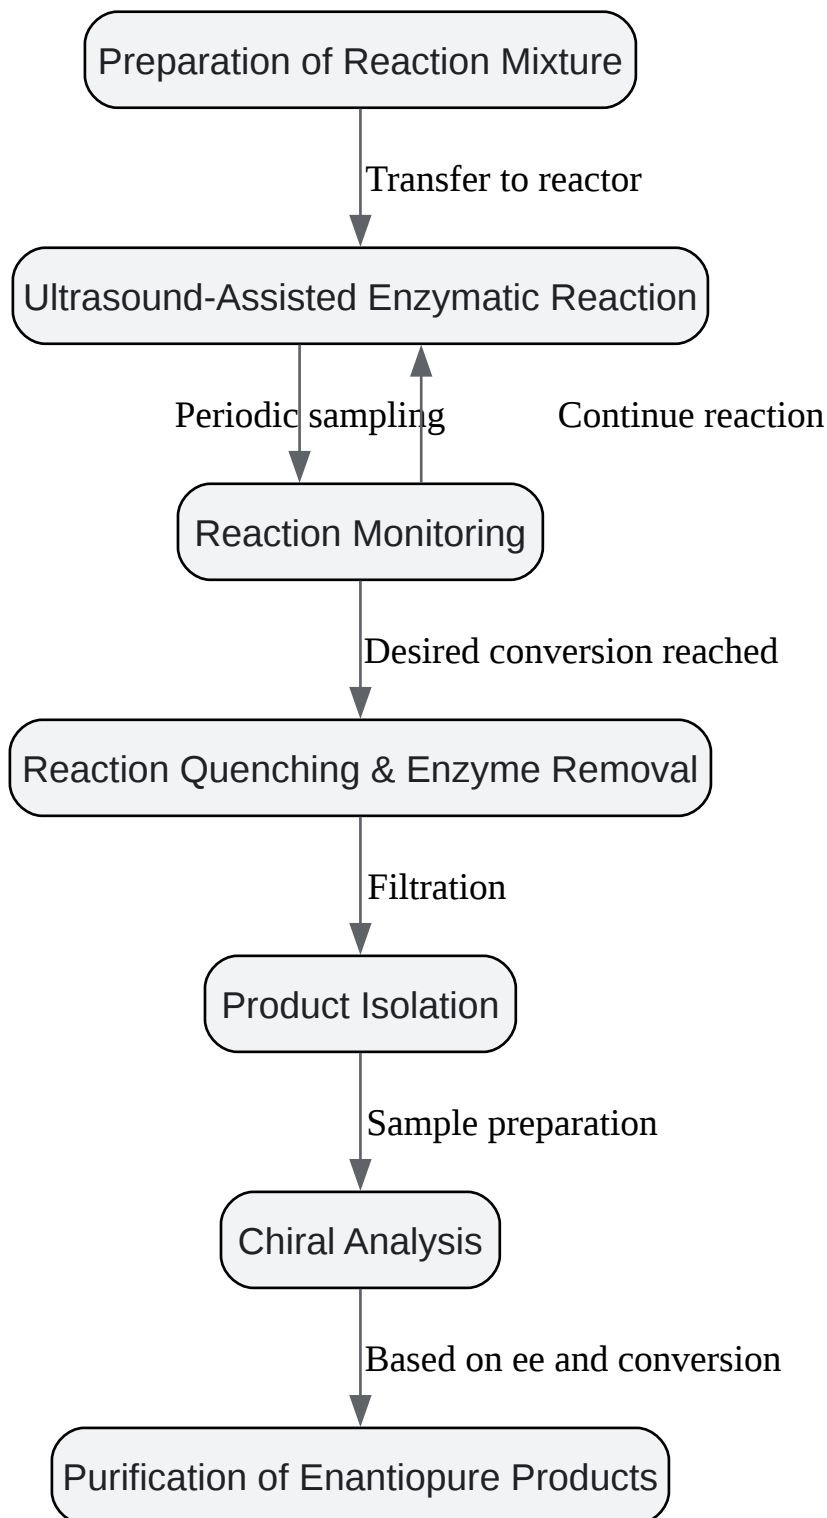 Preparation of Reaction Mixture
Transfer to reactor
Ultrasound-Assisted Enzymatic Reaction
Periodic sampling
Continue reaction
Reaction Monitoring
Desired conversion reached
Reaction Quenching & Enzyme Removal
Filtration
Product Isolation
Sample preparation
Chiral Analysis
Based on ee and conversion
Purification of Enantiopure Products